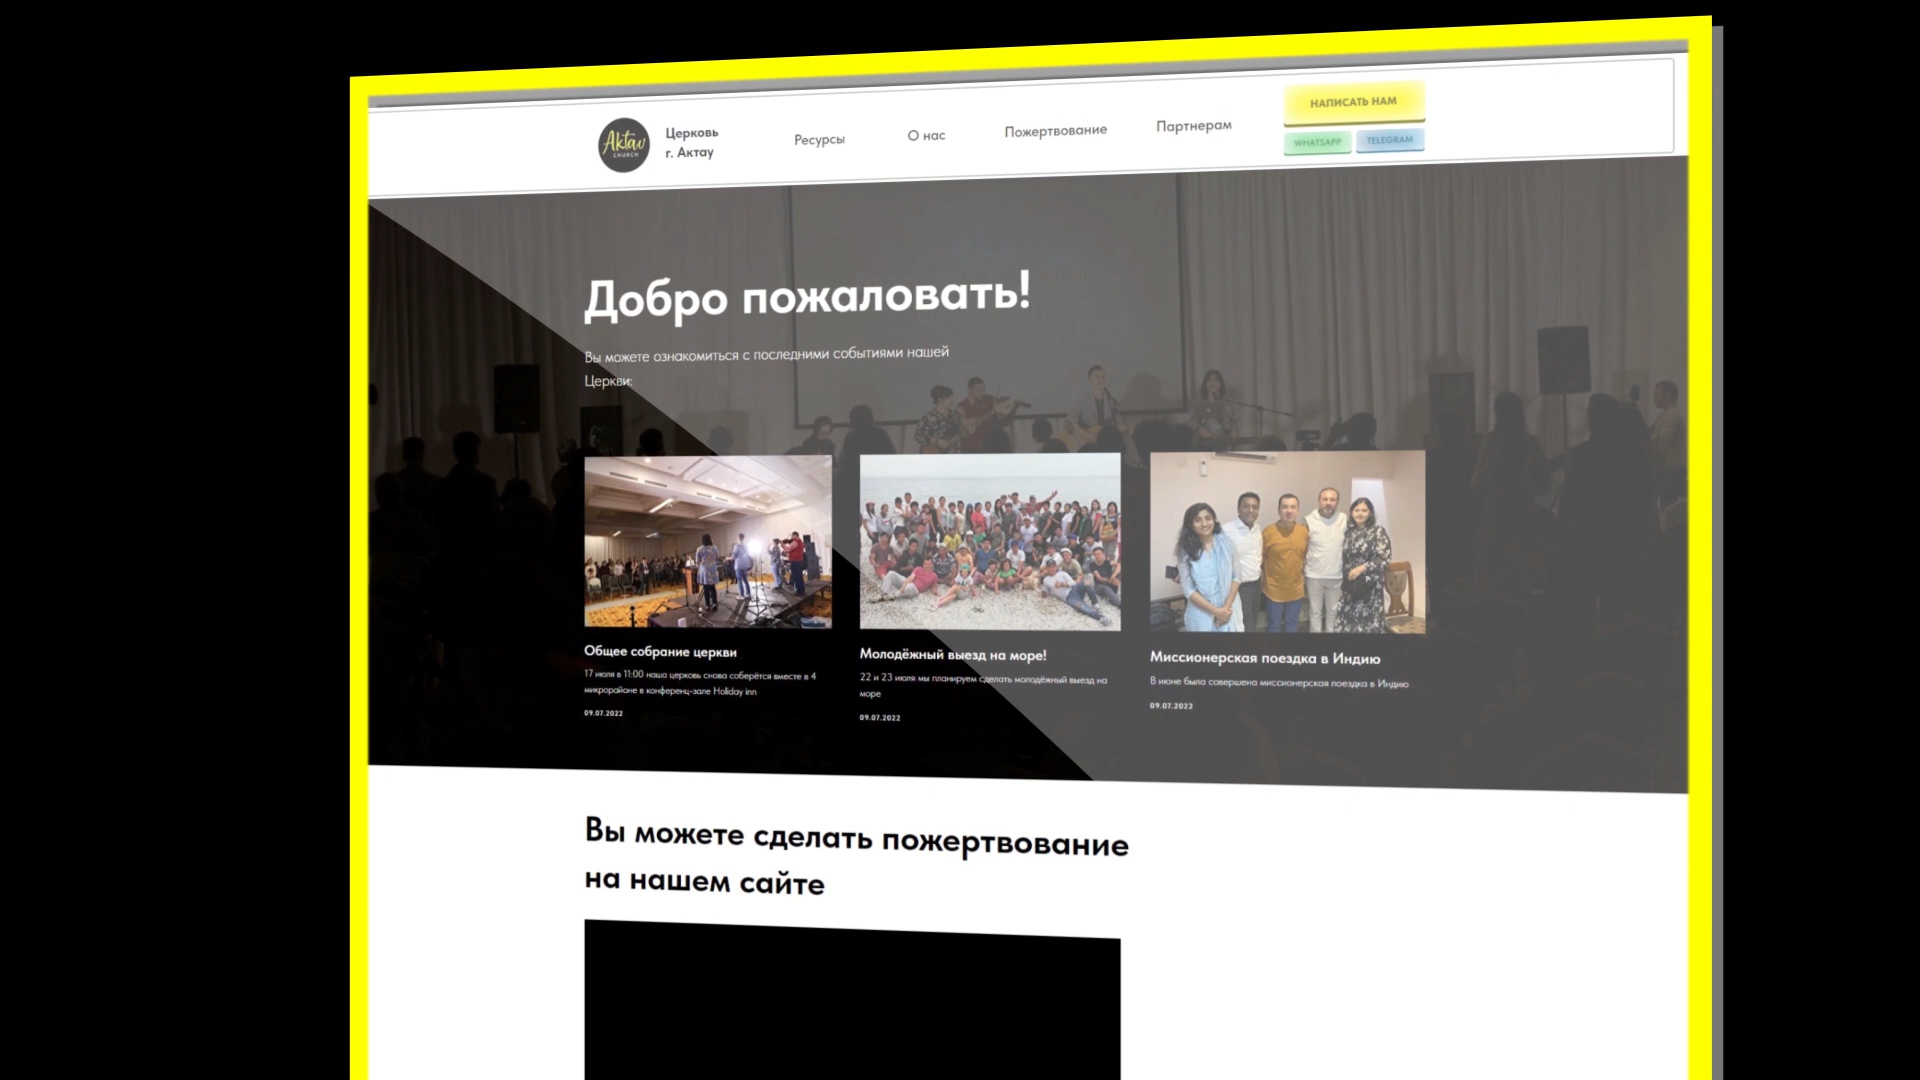 Aktav
CHURCH
Церковь
г. Актау
Ресурсы
О нас
Пожертвование
Партнерам
НАПИСАТЬ НАМ
WHATSAPP
TELEGRAM
Добро пожаловать!
Вы можете ознакомиться с последними событиями нашей
Церкви:
Общее собрание церкви
17 июля в 11:00 наша церковь снова соберётся вместе в 4
микрорайоне в конференц-зале Holiday inn
09.07.2022
Молодёжный выезд на море!
22 и 23 июля мы планируем сделать молодёжный выезд на
море
09.07.2022
Миссионерская поездка в Индию
В июне была совершена миссионерская поездка в Индию
09.07.2022
Вы можете сделать пожертвование
на нашем сайте